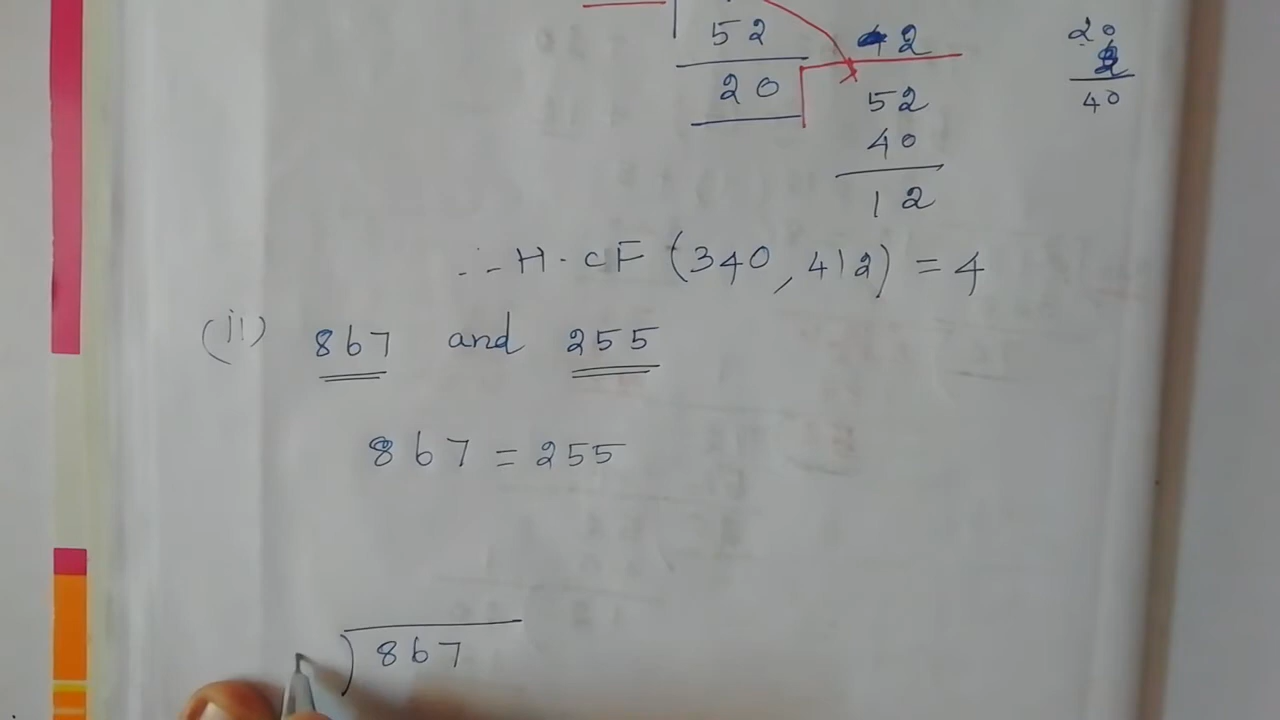 52 42 20
20 52 2
40 40
12
∴ H.CF (340, 412) = 4
(ii) 867 and 255
867 = 255
867